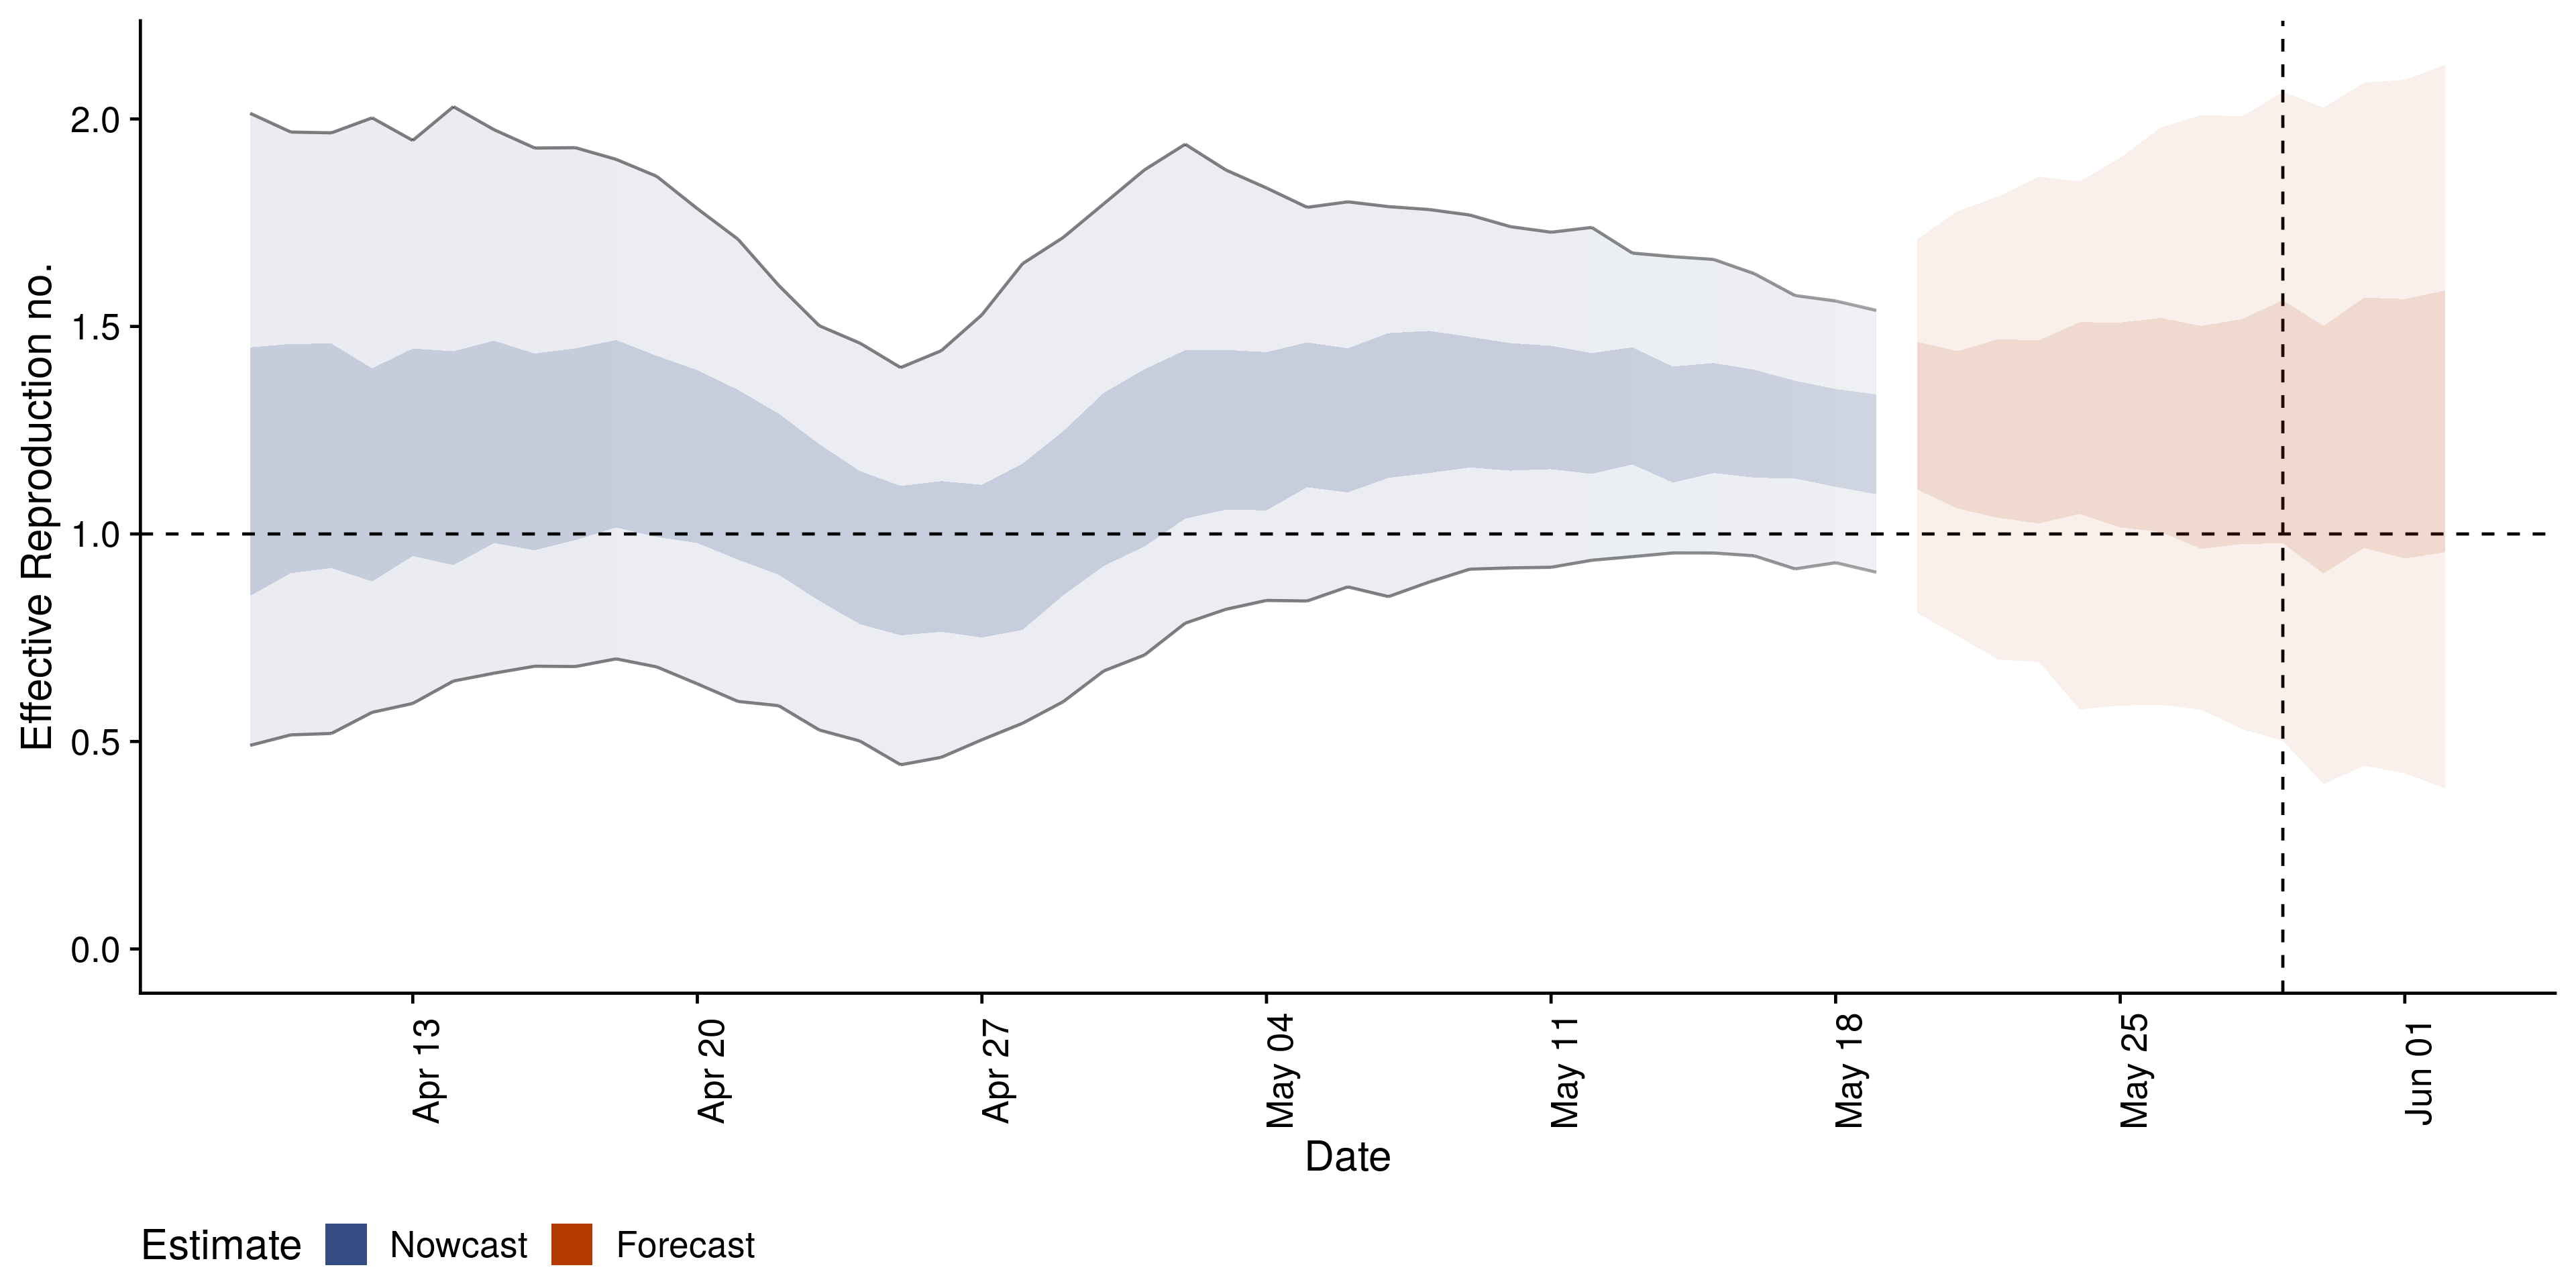 Effective Reproduction no.
2.0
1.5
1.0
0.5
0.0
Apr 13
Apr 20
Apr 27
May 04
May 11
May 18
May 25
Jun 01
Date
Estimate Nowcast Forecast